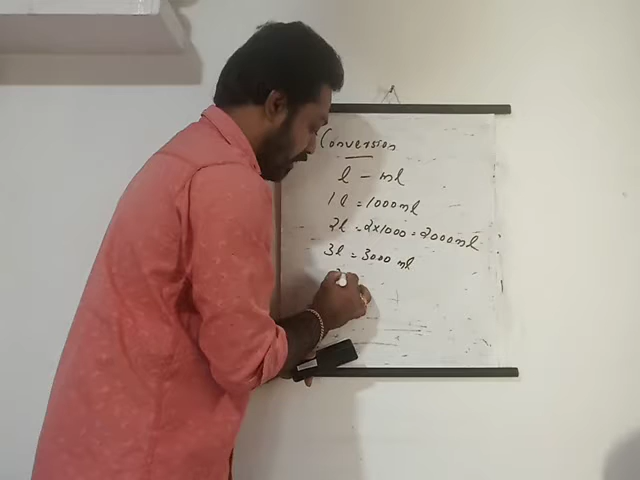 Conversion
l - ml
1l = 1000ml
2l = 2x1000 = 2000ml
3l = 3000 ml